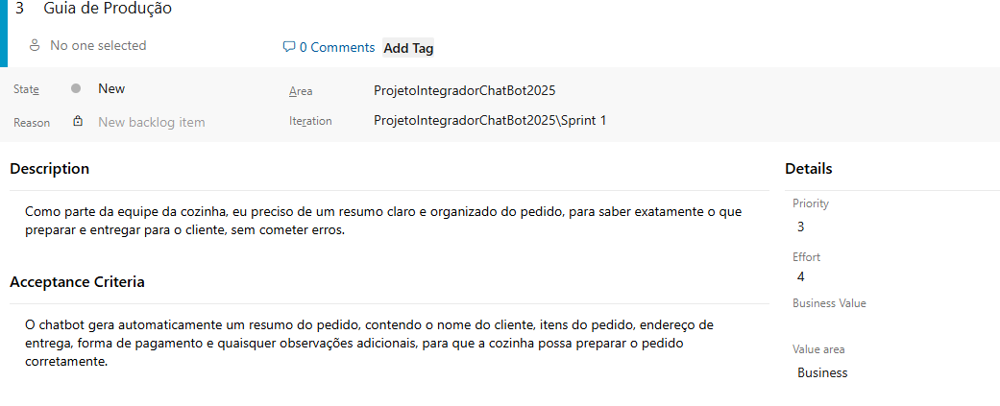 3 Guia de Produção
No one selected
0 Comments Add Tag
State New
Area ProjetoIntegradorChatBot2025
Reason New backlog item
Iteration ProjetoIntegradorChatBot2025\Sprint 1
Description
Como parte da equipe da cozinha, eu preciso de um resumo claro e organizado do pedido, para saber exatamente o que
preparar e entregar para o cliente, sem cometer erros.
Acceptance Criteria
O chatbot gera automaticamente um resumo do pedido, contendo o nome do cliente, itens do pedido, endereço de
entrega, forma de pagamento e quaisquer observações adicionais, para que a cozinha possa preparar o pedido
corretamente.
Details
Priority
3
Effort
4
Business Value
Value area
Business